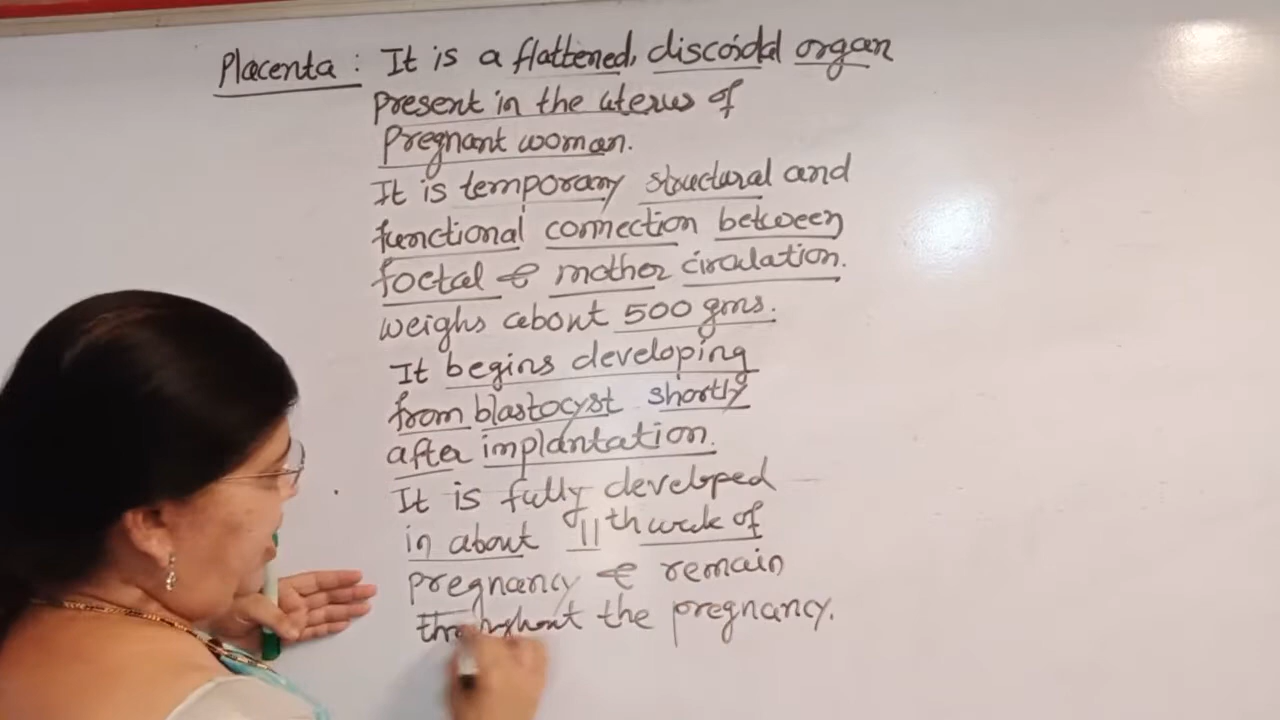 Placenta : It is a flattened, discoidal organ
present in the uterus of
pregnant woman.
It is temporary structural and
functional connection between
foetal & mother circulation.
weighs about 500 gms.
It begins developing
from blastocyst shortly
after implantation.
It is fully developed
in about 11th week of
pregnancy & remain
throughout the pregnancy.